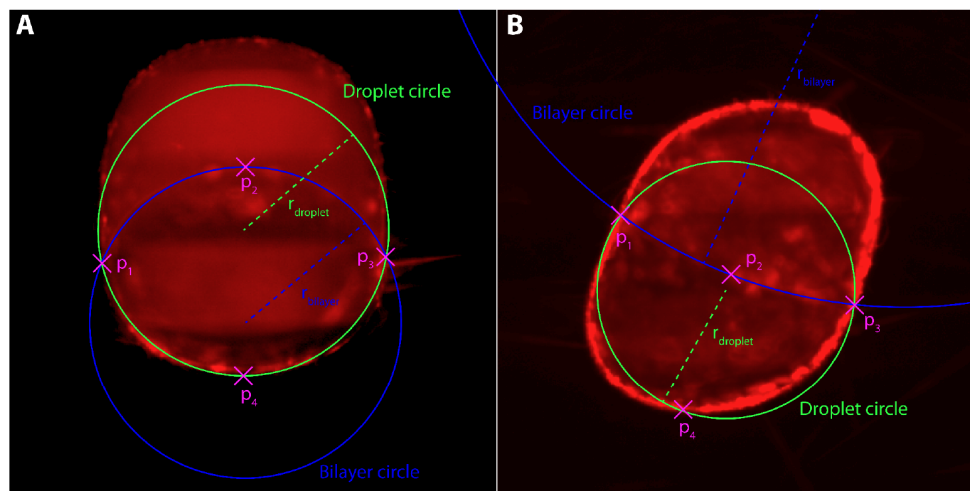 A
Droplet circle
p2
rdroplet
p1
p3
rbilayer
p4
Bilayer circle
B
rbilayer
Bilayer circle
p1
p2
p3
rdroplet
Droplet circle
p4